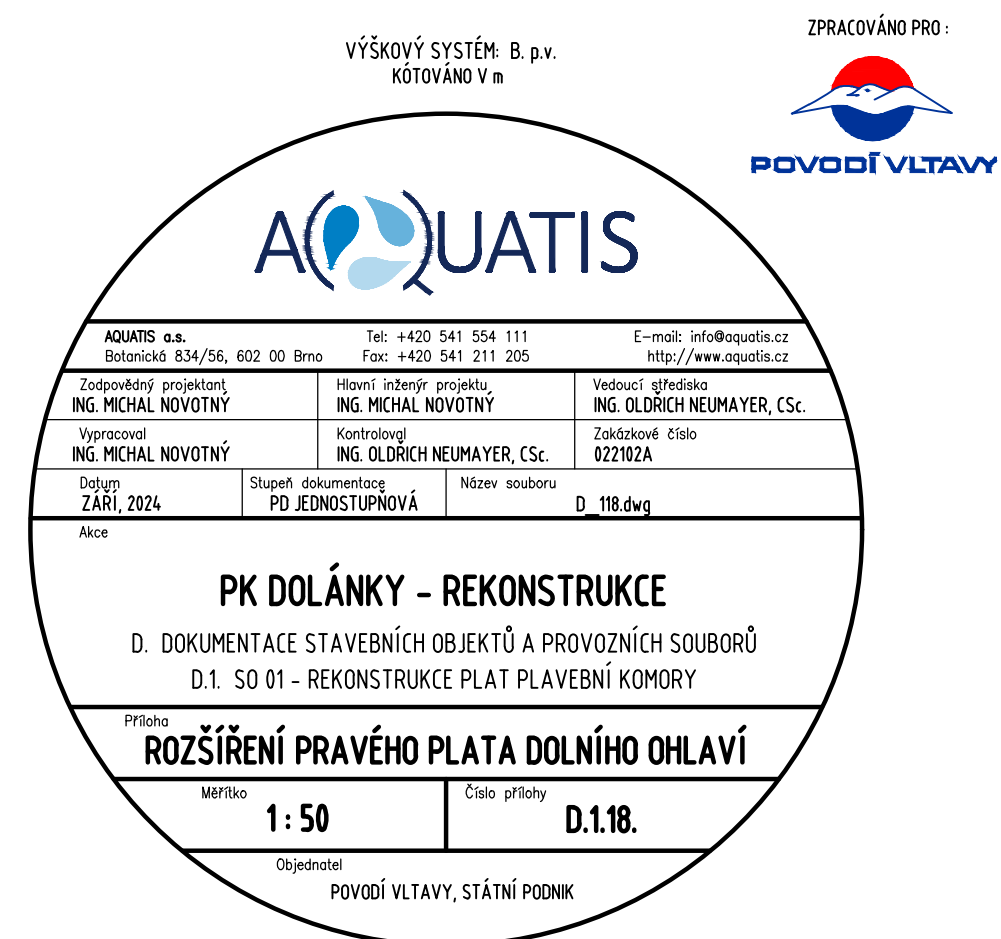 ZPRACOVÁNO PRO :
VÝŠKOVÝ SYSTÉM: B. p.v.
KÓTOVÁNO V m
POVODÍ VLTAVY
AQUATIS
AQUATIS a.s. Tel: +420 541 554 111 E-mail: info@aquatis.cz
Botanická 834/56, 602 00 Brno Fax: +420 541 211 205 http://www.aquatis.cz
Zodpovědný projektant Hlavní inženýr projektu Vedoucí střediska
ING. MICHAL NOVOTNÝ ING. MICHAL NOVOTNÝ ING. OLDŘICH NEUMAYER, CSc.
Vypracoval Kontroloval Zakázkové číslo
ING. MICHAL NOVOTNÝ ING. OLDŘICH NEUMAYER, CSc. 022102A
Datum Stupeň dokumentace Název souboru
ZÁŘÍ, 2024 PD JEDNOSTUPŇOVÁ D__118.dwg
Akce
PK DOLÁNKY - REKONSTRUKCE
D. DOKUMENTACE STAVEBNÍCH OBJEKTŮ A PROVOZNÍCH SOUBORŮ
D.1. SO 01 - REKONSTRUKCE PLAT PLAVEBNÍ KOMORY
Příloha
ROZŠÍŘENÍ PRAVÉHO PLATA DOLNÍHO OHLAVÍ
Měřítko Číslo přílohy
1 : 50 D.1.18.
Objednatel
POVODÍ VLTAVY, STÁTNÍ PODNIK